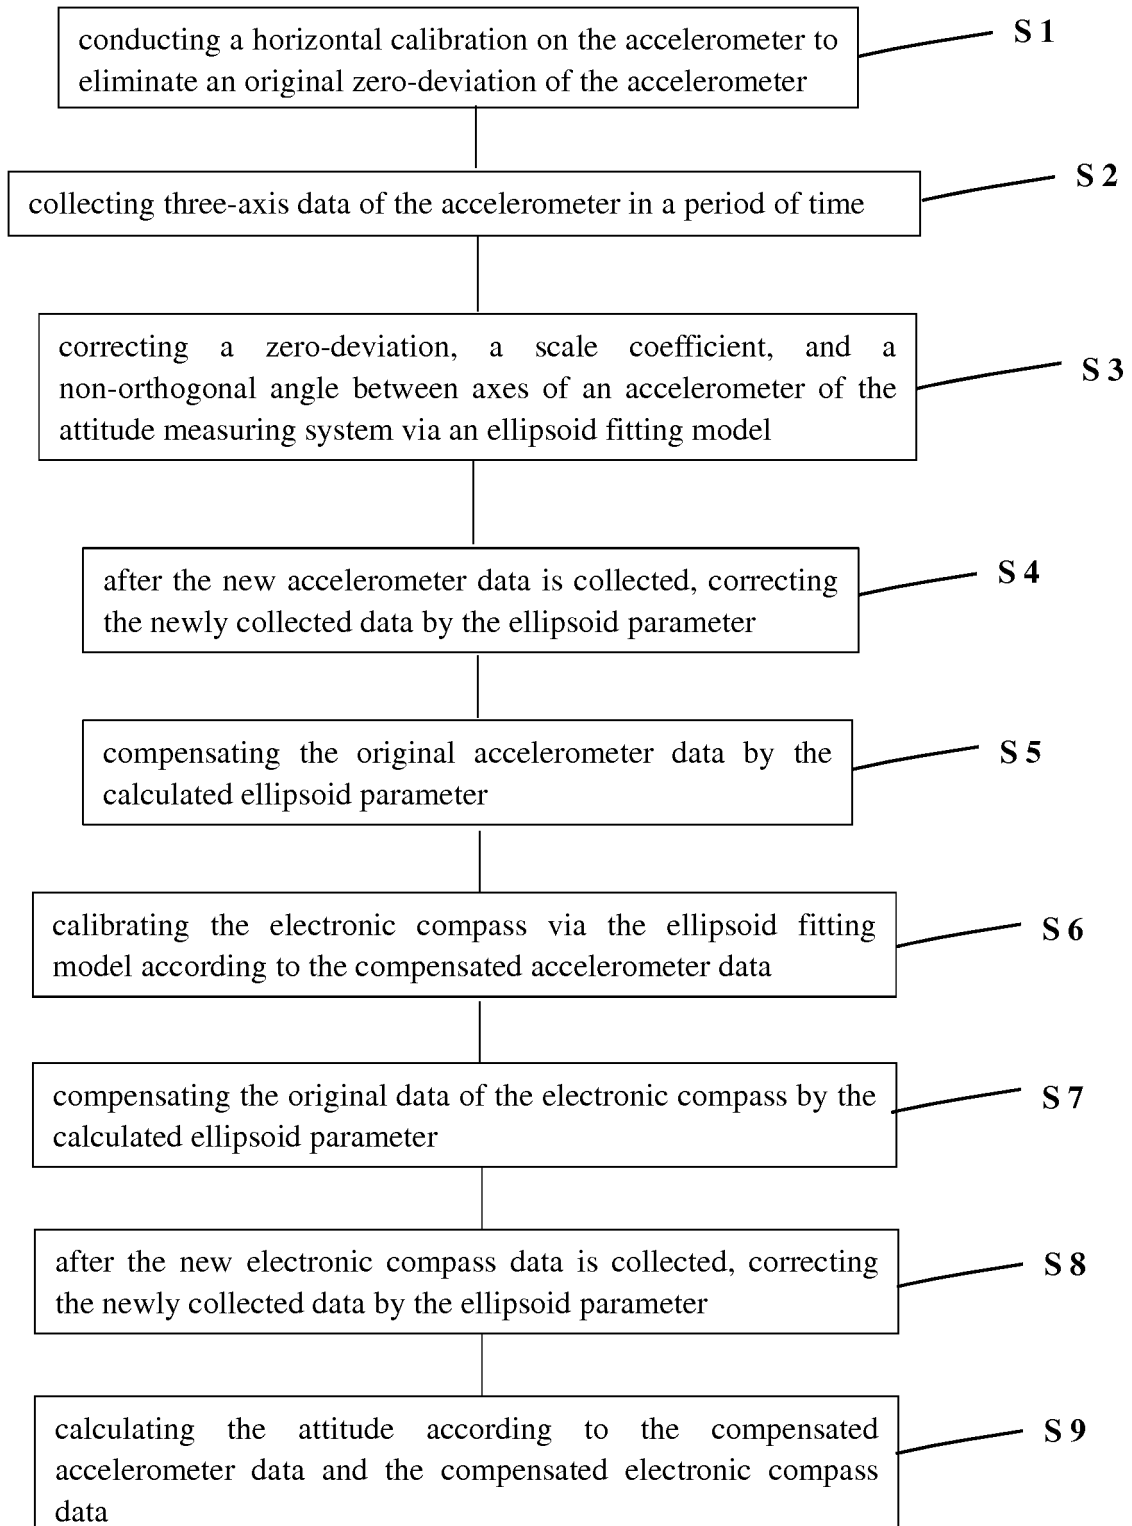 conducting a horizontal calibration on the accelerometer to
eliminate an original zero-deviation of the accelerometer
S 1
collecting three-axis data of the accelerometer in a period of time
S 2
correcting a zero-deviation, a scale coefficient, and a
non-orthogonal angle between axes of an accelerometer of the
attitude measuring system via an ellipsoid fitting model
S 3
after the new accelerometer data is collected, correcting
the newly collected data by the ellipsoid parameter
S 4
compensating the original accelerometer data by the
calculated ellipsoid parameter
S 5
calibrating the electronic compass via the ellipsoid fitting
model according to the compensated accelerometer data
S 6
compensating the original data of the electronic compass by the
calculated ellipsoid parameter
S 7
after the new electronic compass data is collected, correcting
the newly collected data by the ellipsoid parameter
S 8
calculating the attitude according to the compensated
accelerometer data and the compensated electronic compass
data
S 9